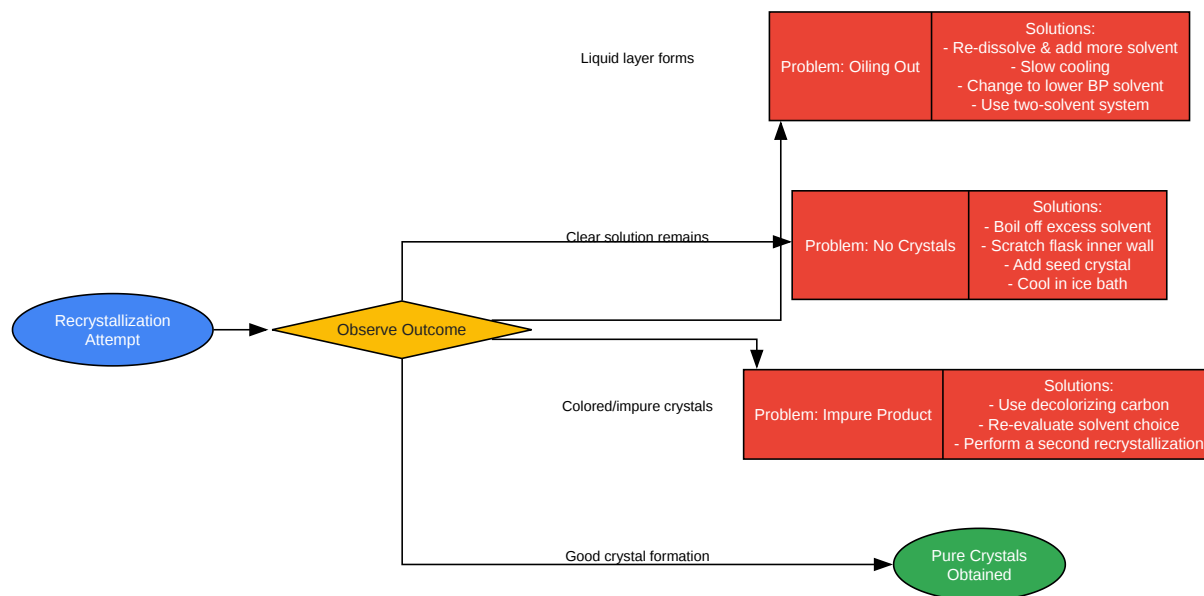 Liquid layer forms
Problem: Oiling Out
Solutions:
- Re-dissolve & add more solvent
- Slow cooling
- Change to lower BP solvent
- Use two-solvent system
Clear solution remains
Problem: No Crystals
Solutions:
- Boil off excess solvent
- Scratch flask inner wall
- Add seed crystal
- Cool in ice bath
Recrystallization
Attempt
Observe Outcome
Colored/impure crystals
Problem: Impure Product
Solutions:
- Use decolorizing carbon
- Re-evaluate solvent choice
- Perform a second recrystallization
Good crystal formation
Pure Crystals
Obtained